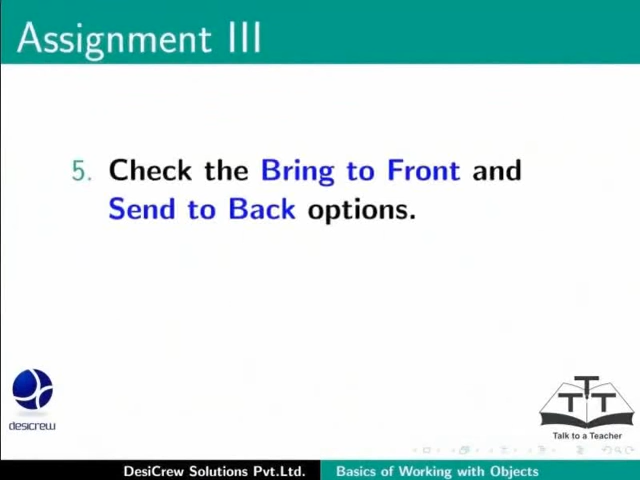 Assignment III
5. Check the Bring to Front and
Send to Back options.
desicrew
TTT
Talk to a Teacher
DesiCrew Solutions Pvt.Ltd. Basics of Working with Objects